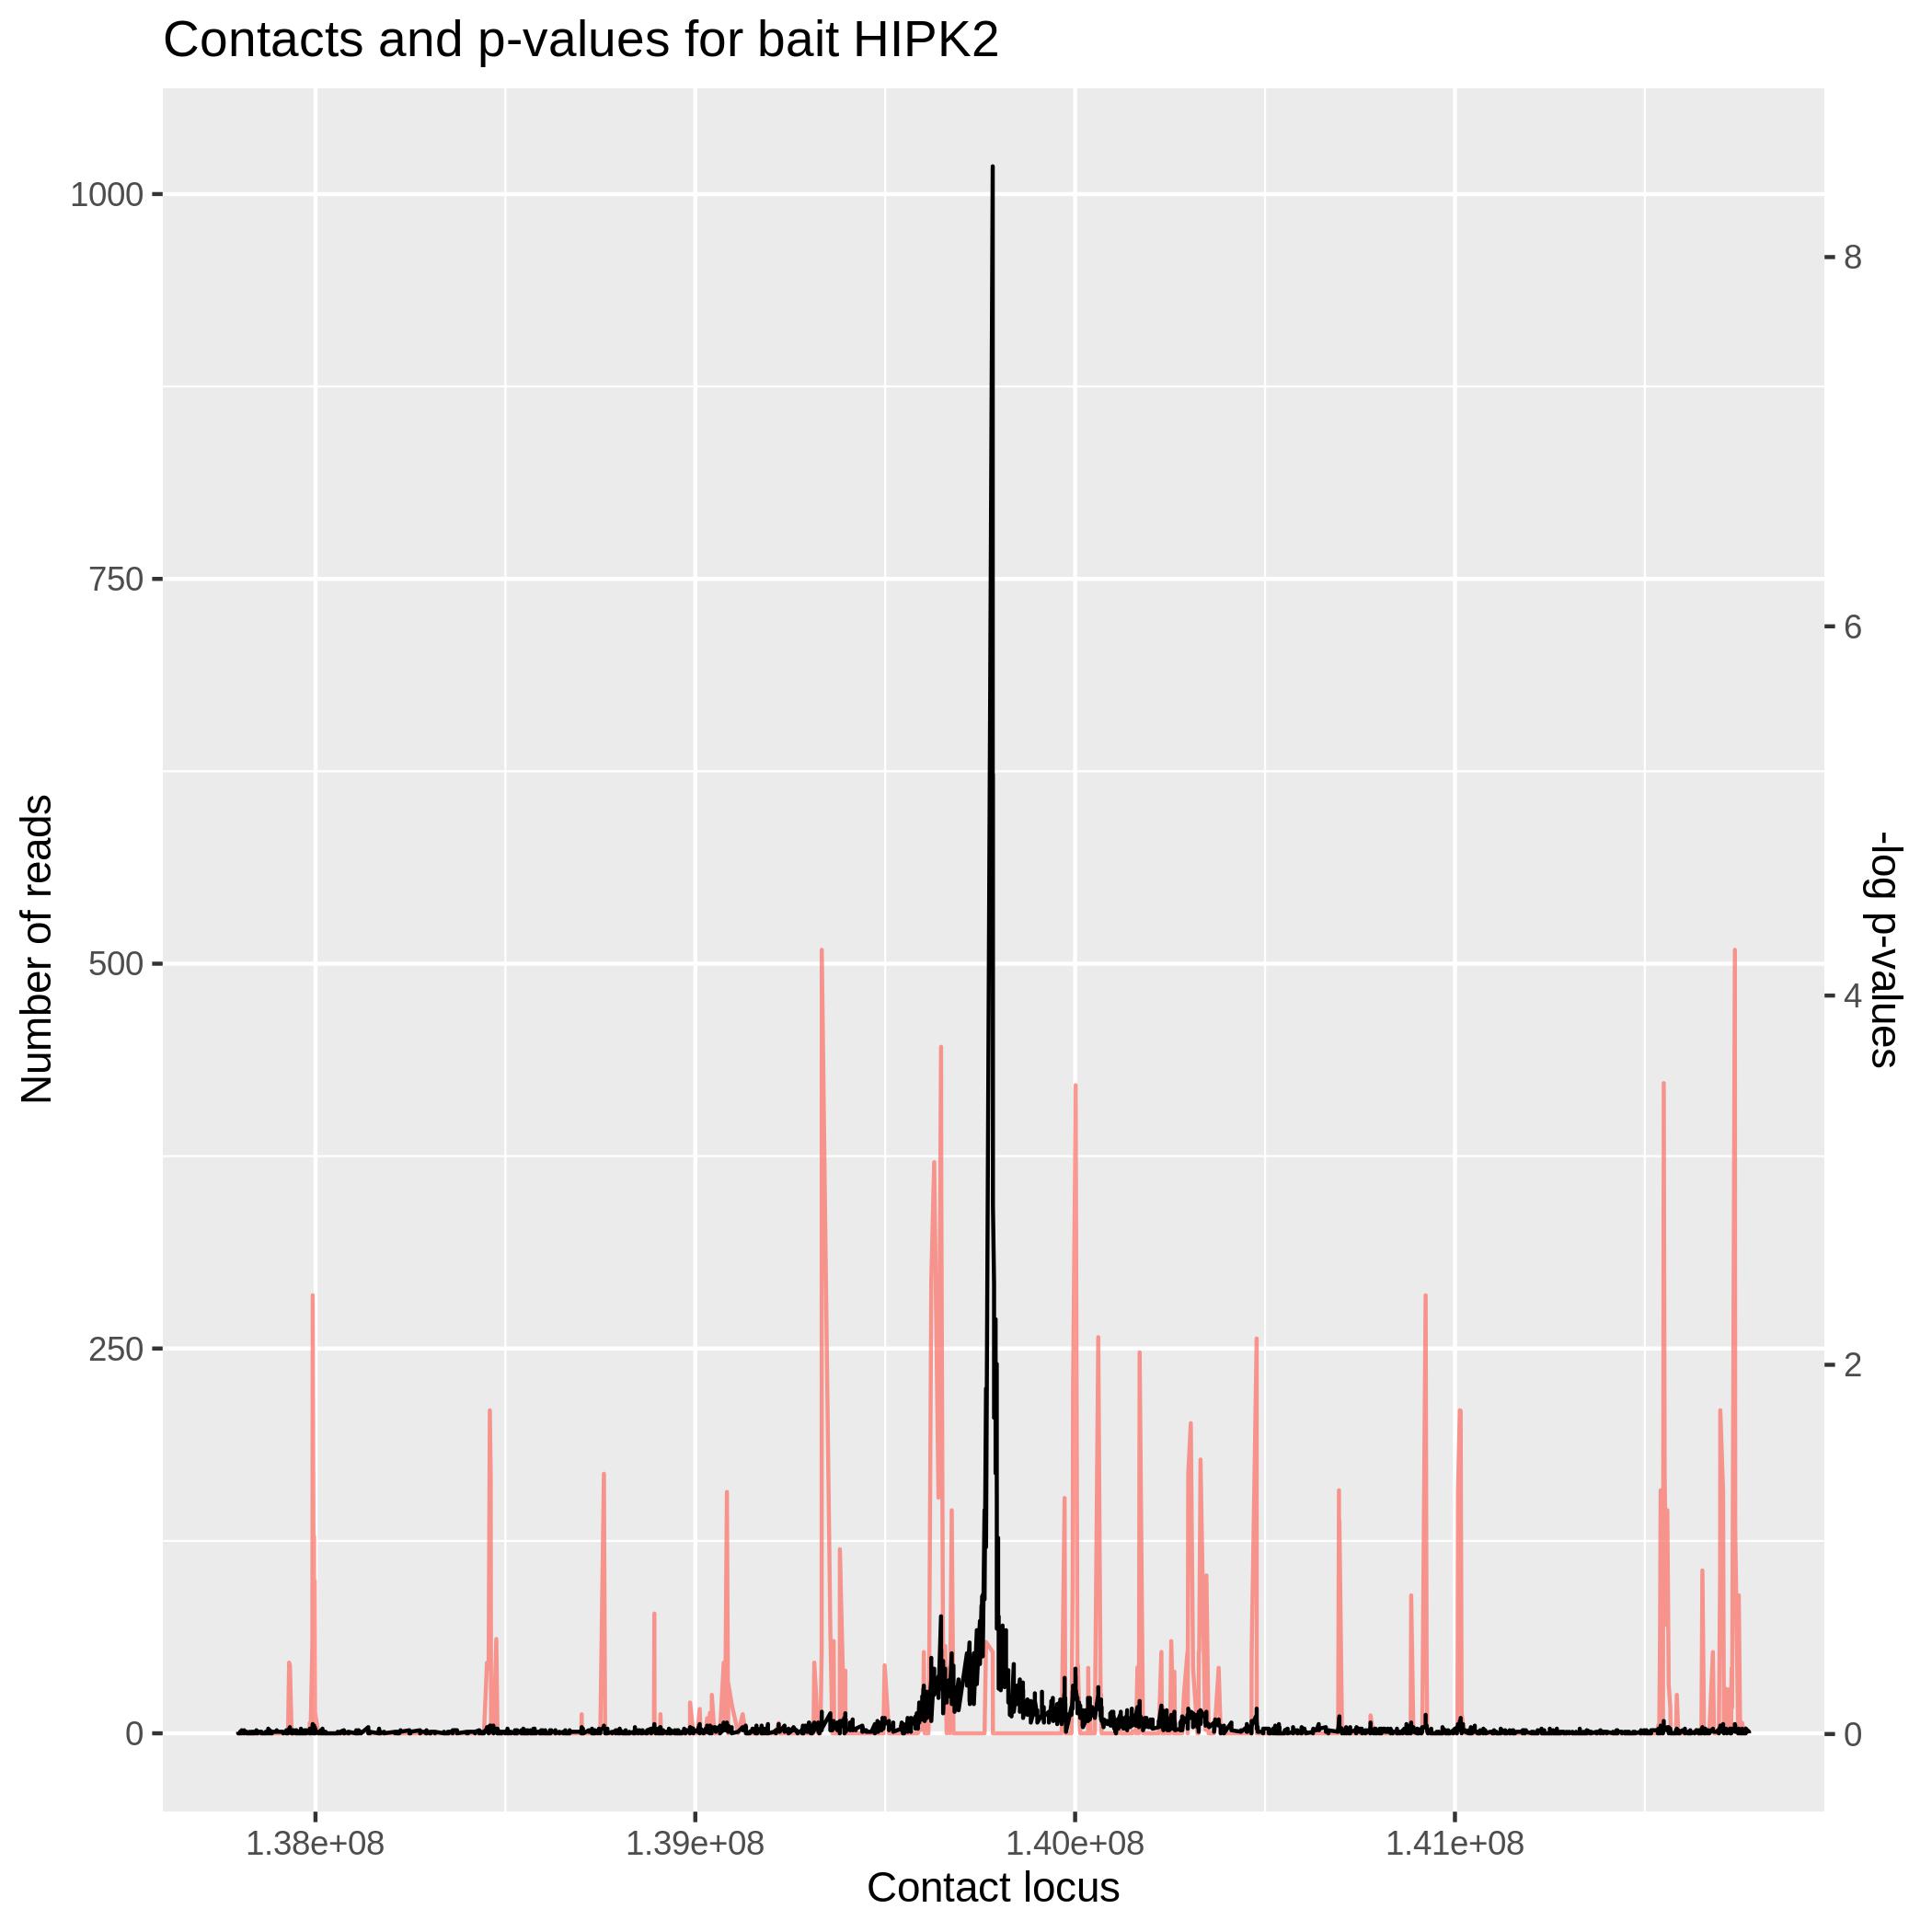 Contacts and p-values for bait HIPK2
Number of reads
1000
750
500
250
0
8
6
4
2
0
-log p-values
1.38e+08
1.39e+08
1.40e+08
1.41e+08
Contact locus